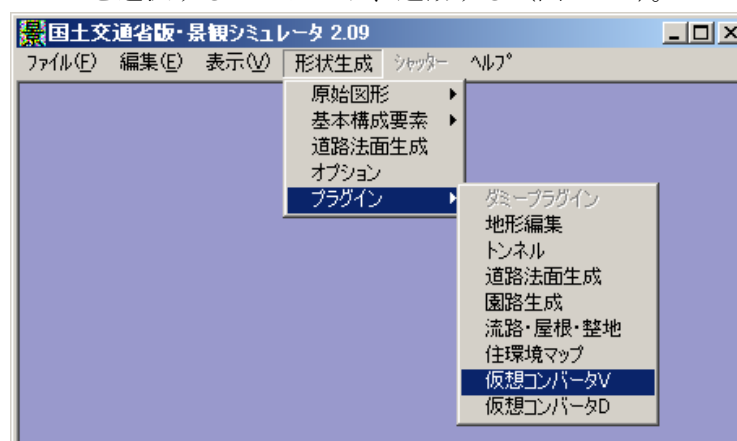 国土交通省版・景観シミュレータ 2.09
ファイル(F) 編集(E) 表示(V) 形状生成 シャッター ヘルプ
原始図形
基本構成要素
道路法面生成
オプション
プラグイン
ダミープラグイン
地形編集
トンネル
道路法面生成
園路生成
流路・屋根・整地
住環境マップ
仮想コンバータV
仮想コンバータD